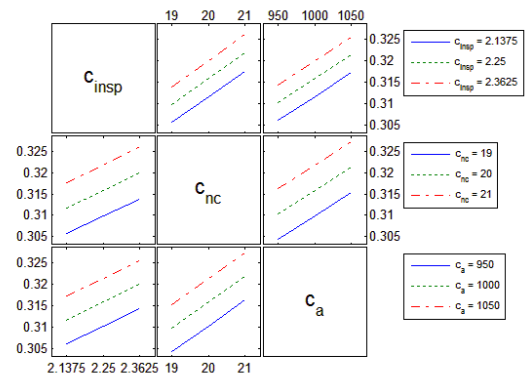 19 20 21 950 1000 1050
c_insp
0.325
0.32
0.315
0.31
0.305
c_insp = 2.1375
c_insp = 2.25
c_insp = 2.3625
0.325
0.32
0.315
0.31
0.305
c_nc
0.325
0.32
0.315
0.31
0.305
c_nc = 19
c_nc = 20
c_nc = 21
0.325
0.32
0.315
0.31
0.305
c_a
c_a = 950
c_a = 1000
c_a = 1050
2.1375 2.25 2.3625 19 20 21